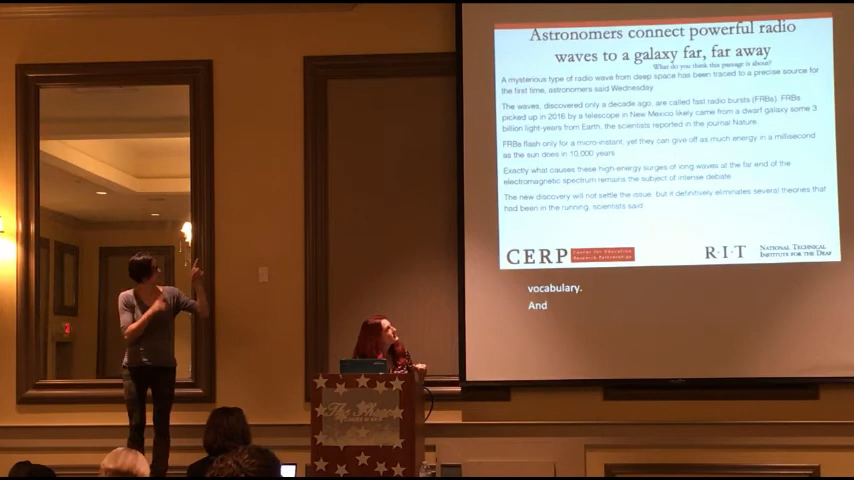 Astronomers connect powerful radio
waves to a galaxy far, far away
What do you think this passage is about?
A mysterious type of radio wave from deep space has been traced to a precise source for
the first time, astronomers said Wednesday
The waves, discovered only a decade ago, are called fast radio bursts (FRBs). FRBs
picked up in 2016 by a telescope in New Mexico likely came from a dwarf galaxy some 3
billion light-years from Earth, the scientists reported in the journal Nature.
FRBs flash only for a micro-instant, yet they can give off as much energy in a millisecond
as the sun does in 10,000 years
Exactly what causes these high-energy surges of long waves at the far end of the
electromagnetic spectrum remains the subject of intense debate
The new discovery will not settle the issue, but it definitively eliminates several theories that
had been in the running, scientists said
CERP Center for Education
Research Partnerships
R·I·T National Technical
Institute for the Deaf
vocabulary.
And
The